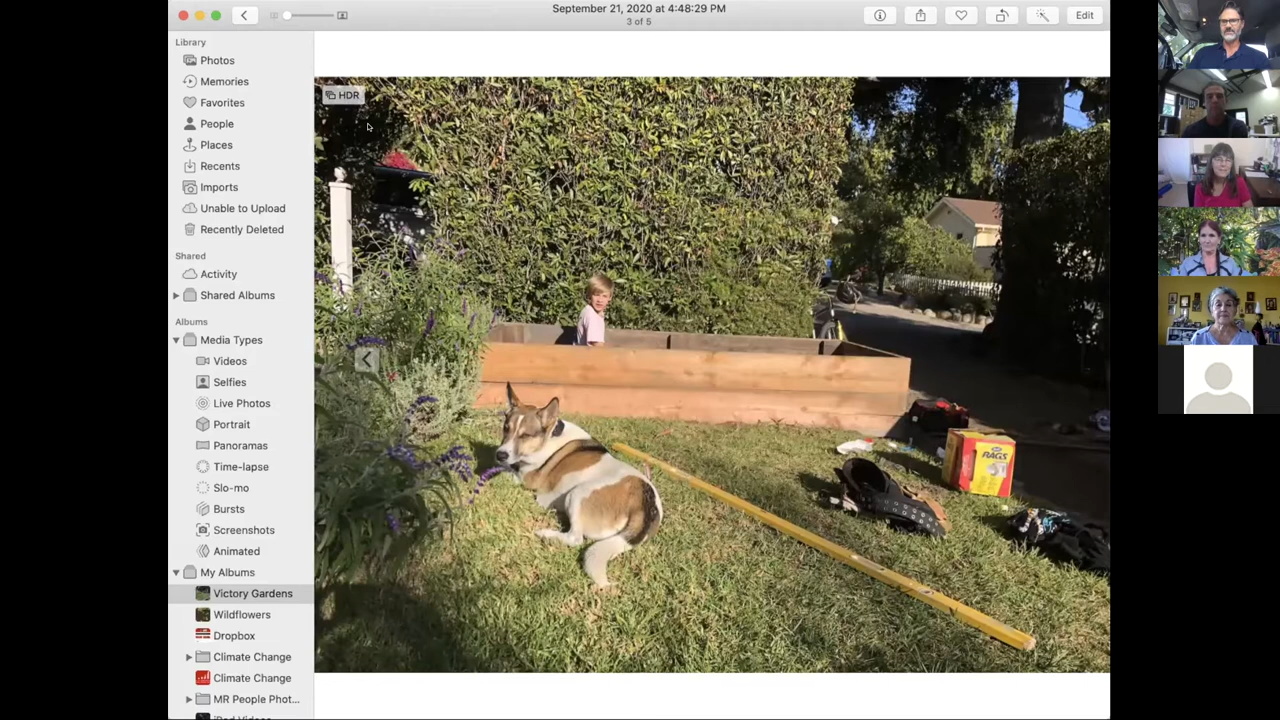 September 21, 2020 at 4:48:29 PM
3 of 5
Edit
Library
Photos
Memories
Favorites
People
Places
Recents
Imports
Unable to Upload
Recently Deleted
Shared
Activity
Shared Albums
Albums
Media Types
Videos
Selfies
Live Photos
Portrait
Panoramas
Time-lapse
Slo-mo
Bursts
Screenshots
Animated
My Albums
Victory Gardens
Wildflowers
Dropbox
Climate Change
Climate Change
MR People Phot...
HDR
RAGS